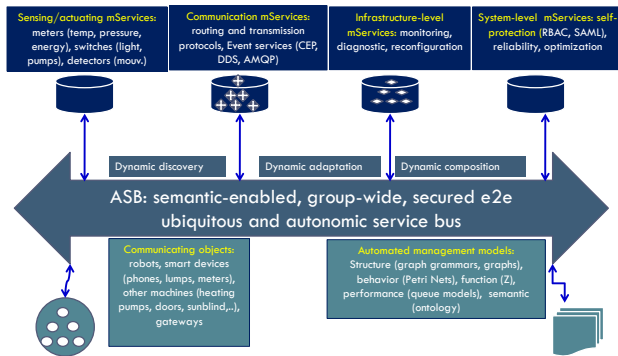 Sensing/actuating mServices:
meters (temp, pressure,
energy), switches (light,
pumps), detectors (mouv.)
Communication mServices:
routing and transmission
protocols, Event services (CEP,
DDS, AMQP)
Infrastructure-level
mServices: monitoring,
diagnostic, reconfiguration
System-level mServices: self-
protection (RBAC, SAML),
reliability, optimization
Dynamic discovery
Dynamic adaptation
Dynamic composition
ASB: semantic-enabled, group-wide, secured e2e
ubiquitous and autonomic service bus
Communicating objects:
robots, smart devices
(phones, lumps, meters),
other machines (heating
pumps, doors, sunblind,..),
gateways
Automated management models:
Structure (graph grammars, graphs),
behavior (Petri Nets), function (Z),
performance (queue models), semantic
(ontology)